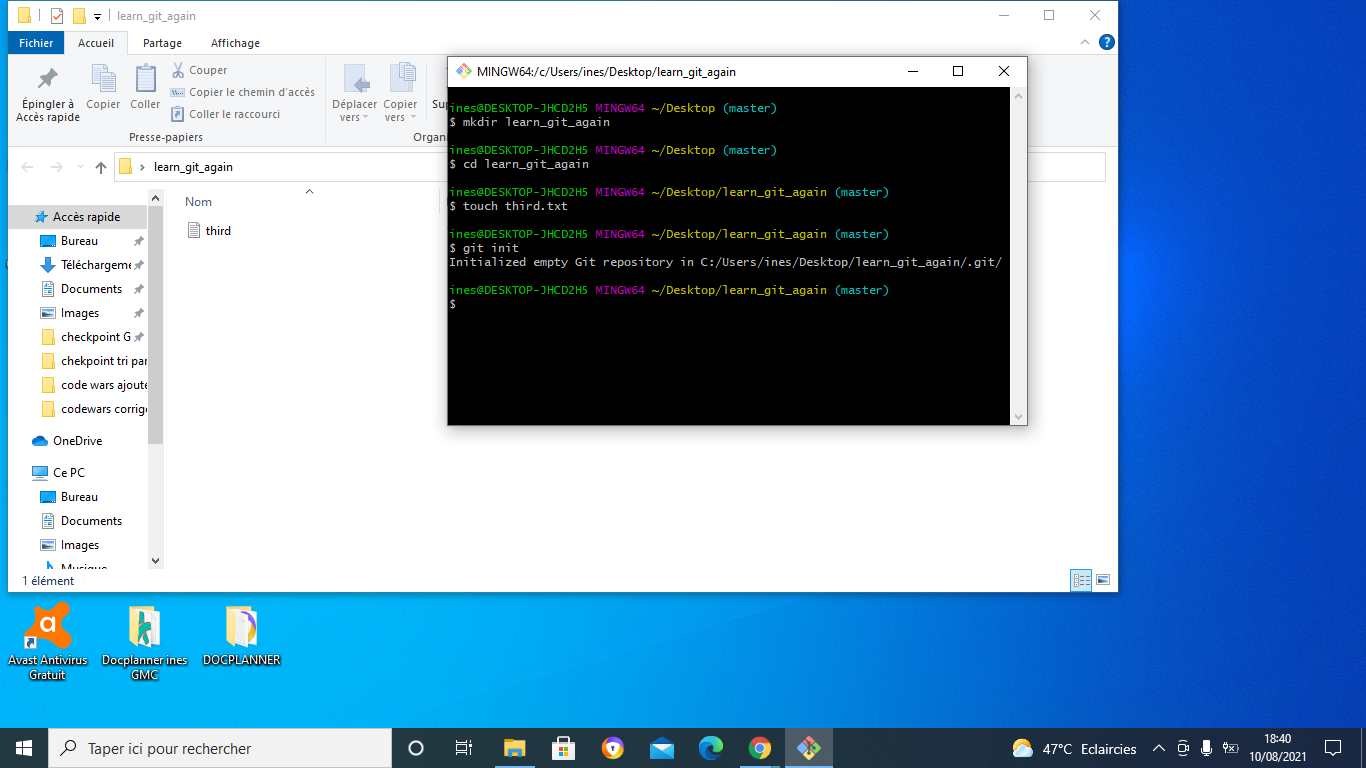 learn_git_again
Fichier
Accueil
Partage
Affichage
?
Épingler à
Accès rapide
Copier
Coller
Couper
Copier le chemin d'accès
Coller le raccourci
Presse-papiers
Déplacer
vers
Copier
vers
Sup
Organ
learn_git_again
Nom
third
Accès rapide
Bureau
Téléchargeme
Documents
Images
checkpoint G
chekpoint tri par
code wars ajouté
codewars corrigé
OneDrive
Ce PC
Bureau
Documents
Images
Musique
1 élément
MINGW64:/c/Users/ines/Desktop/learn_git_again
ines@DESKTOP-JHCD2H5 MINGW64 ~/Desktop (master)
$ mkdir learn_git_again
ines@DESKTOP-JHCD2H5 MINGW64 ~/Desktop (master)
$ cd learn_git_again
ines@DESKTOP-JHCD2H5 MINGW64 ~/Desktop/learn_git_again (master)
$ touch third.txt
ines@DESKTOP-JHCD2H5 MINGW64 ~/Desktop/learn_git_again (master)
$ git init
Initialized empty Git repository in C:/Users/ines/Desktop/learn_git_again/.git/
ines@DESKTOP-JHCD2H5 MINGW64 ~/Desktop/learn_git_again (master)
$
Avast Antivirus
Gratuit
Docplanner ines
GMC
DOCPLANNER
Taper ici pour rechercher
47°C Eclaircies
18:40
10/08/2021